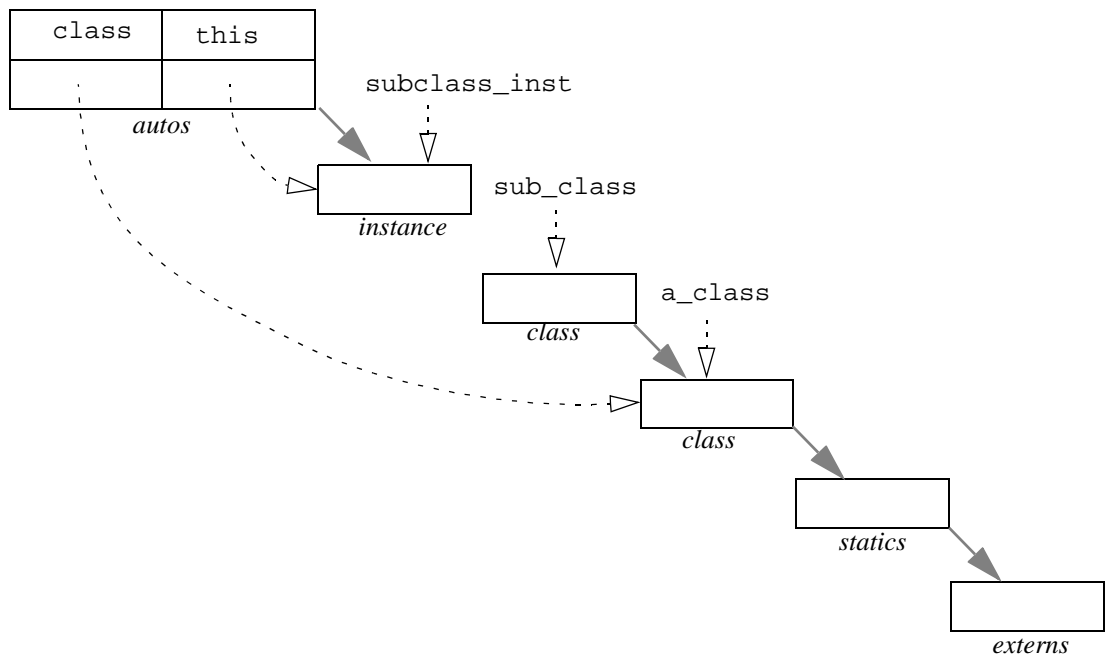 class this
subclass_inst
autos
sub_class
instance
a_class
class
class
statics
externs